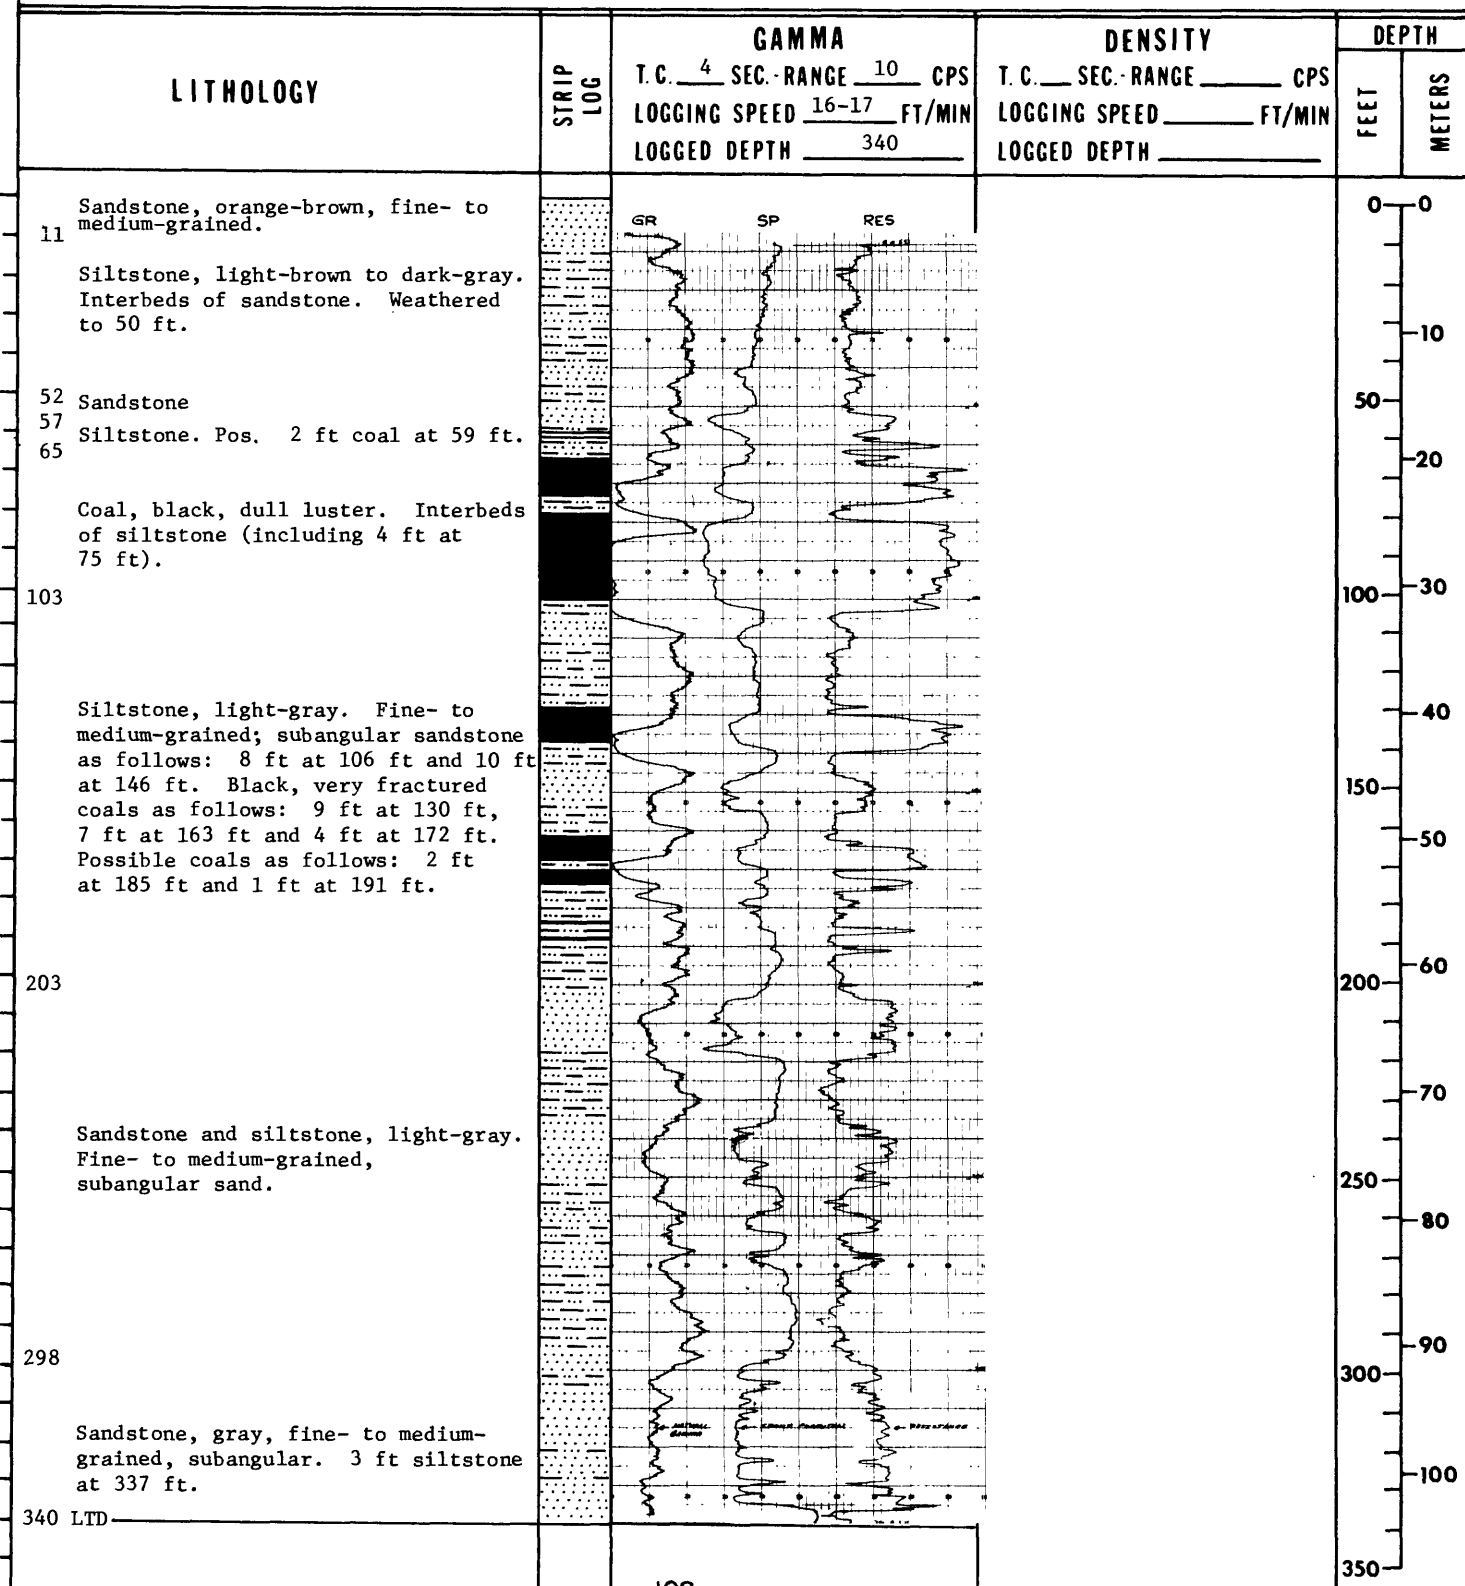 LITHOLOGY
STRIP LOG
GAMMA
T.C. 4 SEC.-RANGE 10 CPS
LOGGING SPEED 16-17 FT/MIN
LOGGED DEPTH 340
DENSITY
T.C. SEC.-RANGE CPS
LOGGING SPEED FT/MIN
LOGGED DEPTH
DEPTH
FEET
METERS
GR SP RES
Sandstone, orange-brown, fine- to
11 medium-grained.
Siltstone, light-brown to dark-gray.
Interbeds of sandstone. Weathered
to 50 ft.
52 Sandstone
57
Siltstone. Pos. 2 ft coal at 59 ft.
65
Coal, black, dull luster. Interbeds
of siltstone (including 4 ft at
75 ft).
103
Siltstone, light-gray. Fine- to
medium-grained; subangular sandstone
as follows: 8 ft at 106 ft and 10 ft
at 146 ft. Black, very fractured
coals as follows: 9 ft at 130 ft,
7 ft at 163 ft and 4 ft at 172 ft.
Possible coals as follows: 2 ft
at 185 ft and 1 ft at 191 ft.
203
Sandstone and siltstone, light-gray.
Fine- to medium-grained,
subangular sand.
298
Sandstone, gray, fine- to medium-
grained, subangular. 3 ft siltstone
at 337 ft.
340 LTD
0
50
100
150
200
250
300
350
0
10
20
30
40
50
60
70
80
90
100